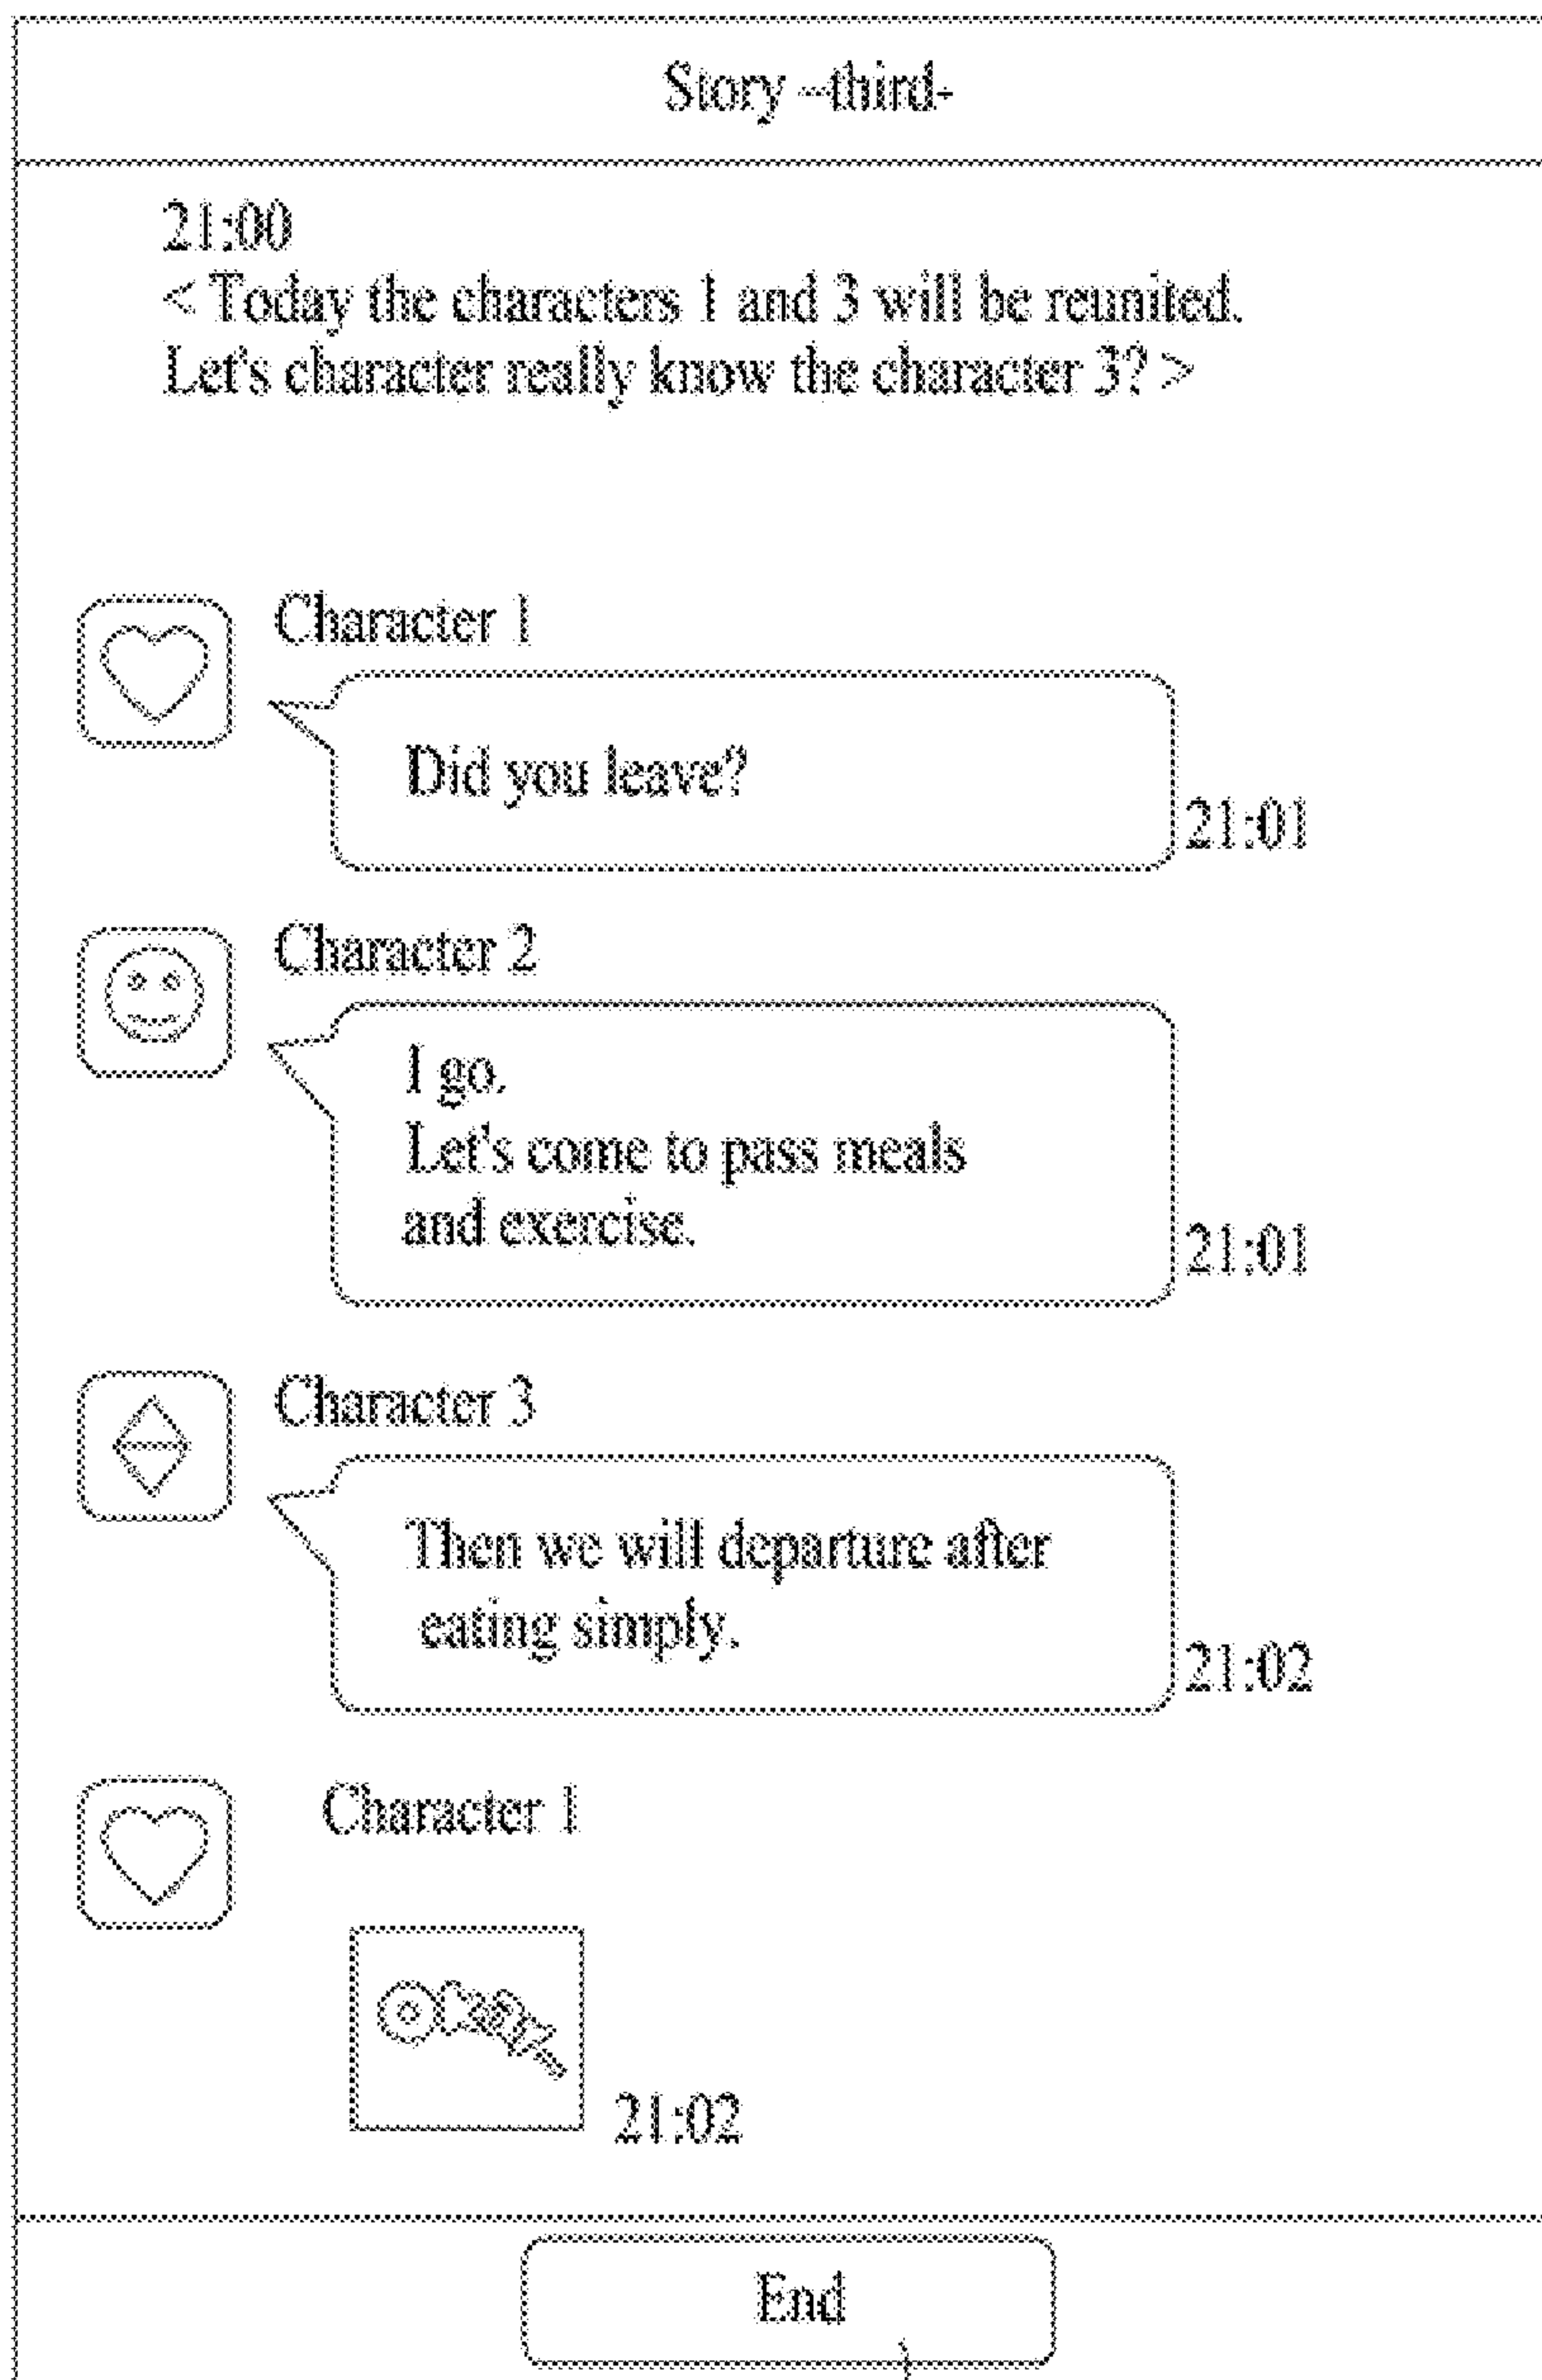 Story --third-
21:00
< Today the characters 1 and 3 will be reunited.
Let's character really know the character 3? >
Character 1
Did you leave?
21:01
Character 2
I go.
Let's come to pass meals
and exercise.
21:01
Character 3
Then we will departure after
eating simply.
21:02
Character 1
21:02
End